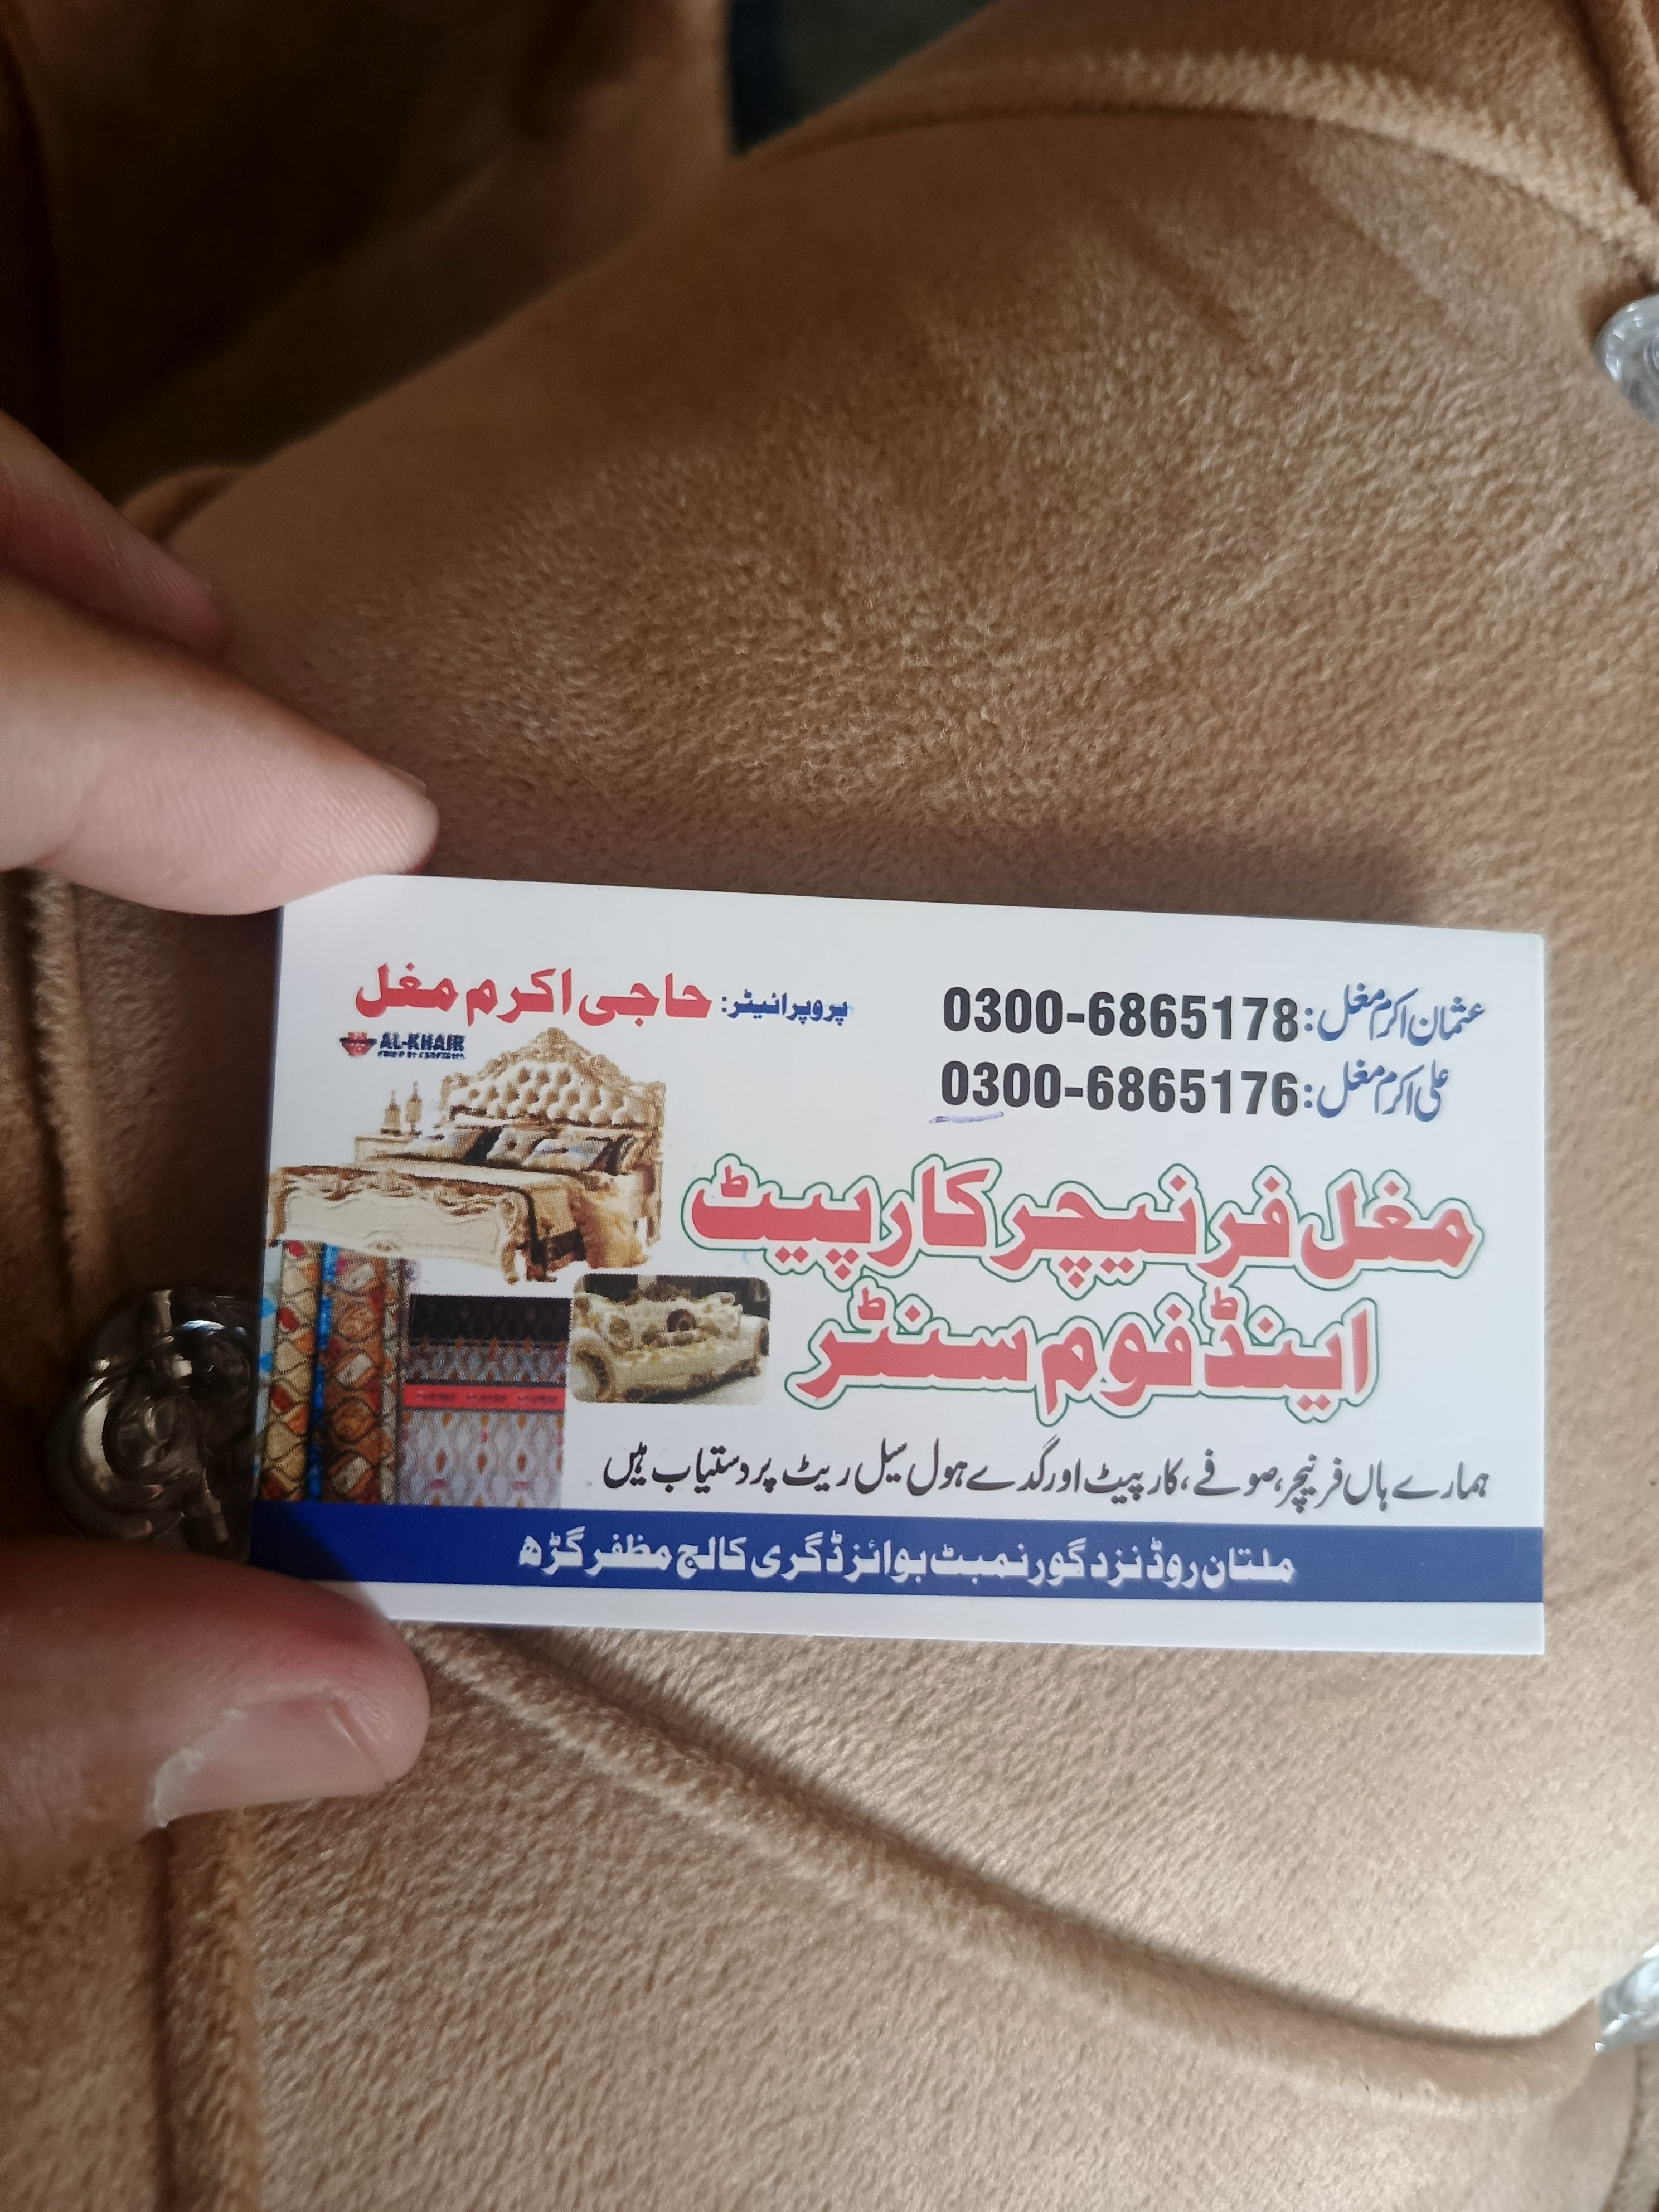 عثمان اکرم مغل: 0300-6865178
علی اکرم مغل: 0300-6865176
پروپرائیٹر: حاجی اکرم مغل
AL-KHAIR
مغل فرنیچر کارپیٹ
اینڈ فوم سنٹر
ہمارے ہاں فرنیچر، صوفے، کارپیٹ اور گدے ہول سیل ریٹ پر دستیاب ہیں
ملتان روڈ نزد گورنمبٹ بوائز ڈگری کالج مظفر گڑھ